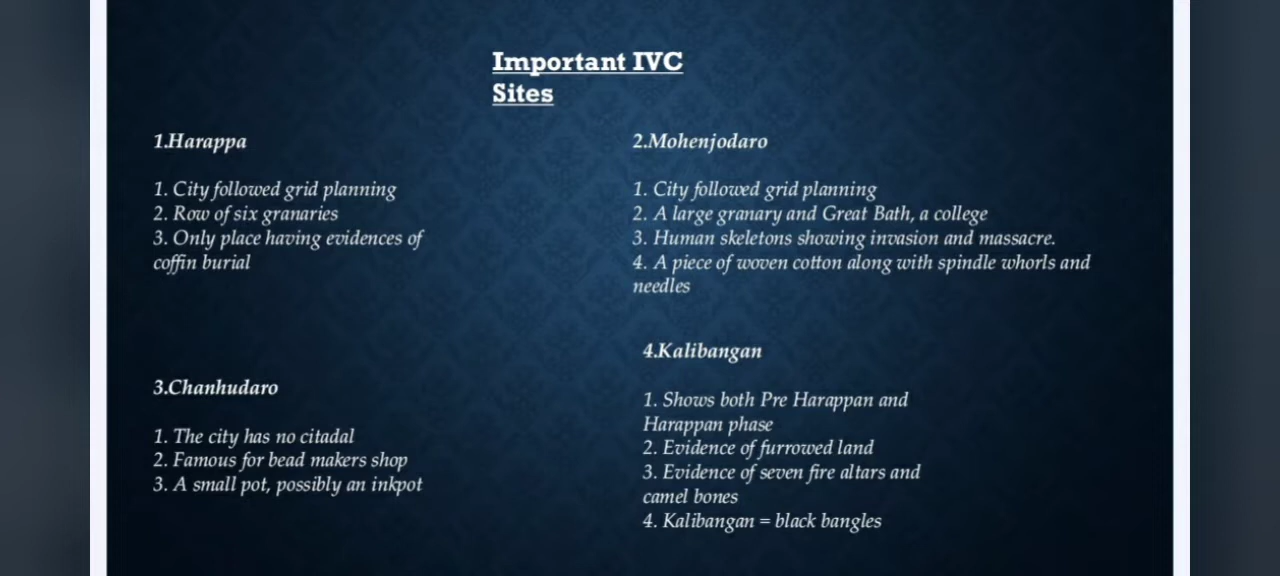 Important IVC
Sites
1.Harappa
1. City followed grid planning
2. Row of six granaries
3. Only place having evidences of
coffin burial
2.Mohenjodaro
1. City followed grid planning
2. A large granary and Great Bath, a college
3. Human skeletons showing invasion and massacre.
4. A piece of woven cotton along with spindle whorls and
needles
3.Chanhudaro
1. The city has no citadal
2. Famous for bead makers shop
3. A small pot, possibly an inkpot
4.Kalibangan
1. Shows both Pre Harappan and
Harappan phase
2. Evidence of furrowed land
3. Evidence of seven fire altars and
camel bones
4. Kalibangan = black bangles